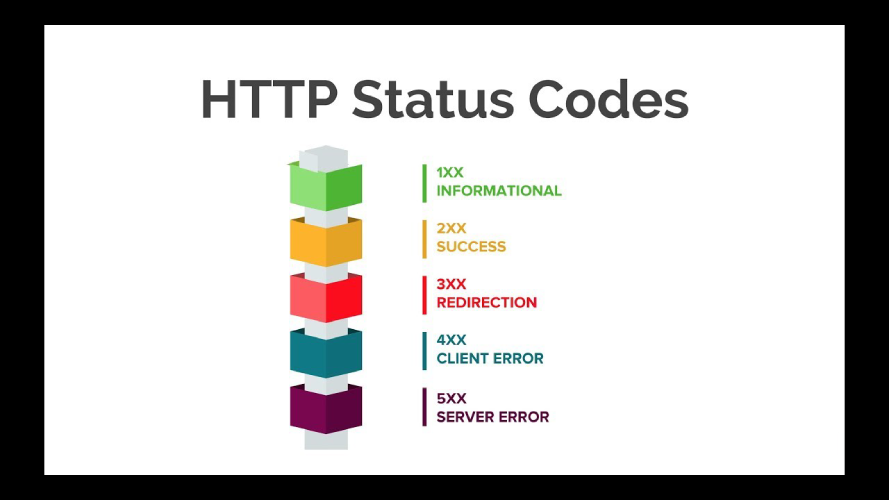 HTTP Status Codes
1XX
INFORMATIONAL
2XX
SUCCESS
3XX
REDIRECTION
4XX
CLIENT ERROR
5XX
SERVER ERROR